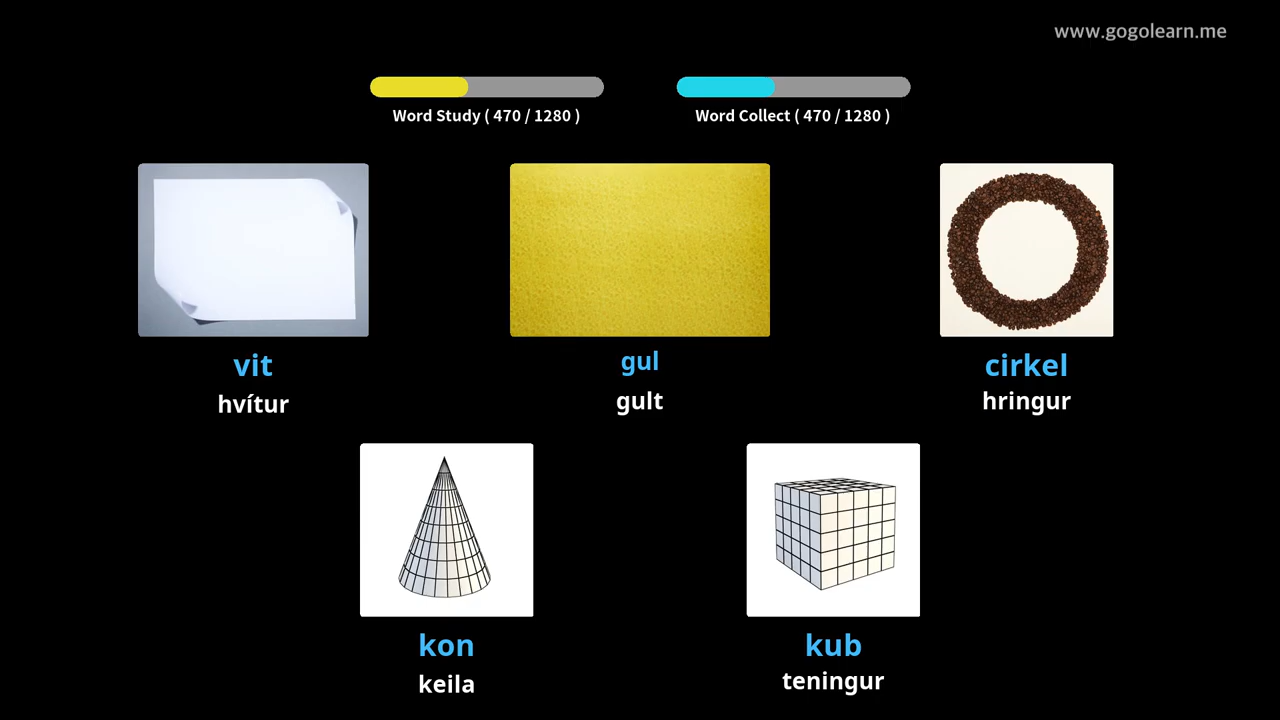 www.gogolearn.me
Word Study ( 470 / 1280 )
Word Collect ( 470 / 1280 )
vit
hvítur
gul
gult
cirkel
hringur
kon
keila
kub
teningur